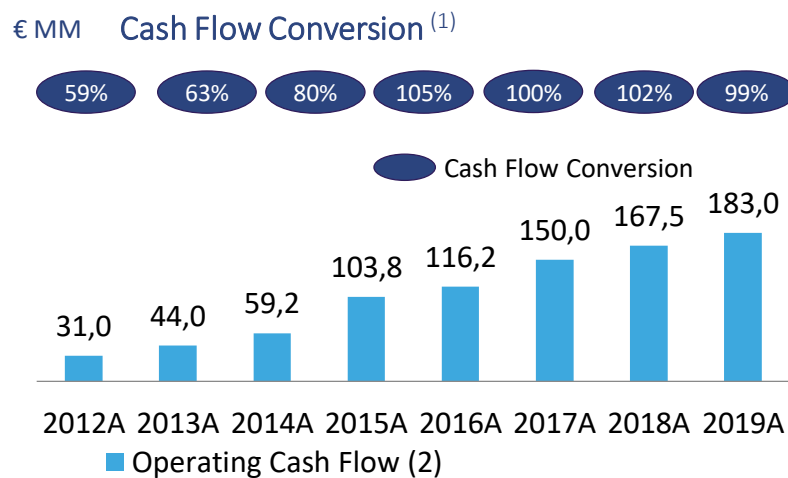 € MM Cash Flow Conversion (1)
59% 63% 80% 105% 100% 102% 99%
Cash Flow Conversion
31,0 44,0 59,2 103,8 116,2 150,0 167,5 183,0
2012A 2013A 2014A 2015A 2016A 2017A 2018A 2019A
Operating Cash Flow (2)